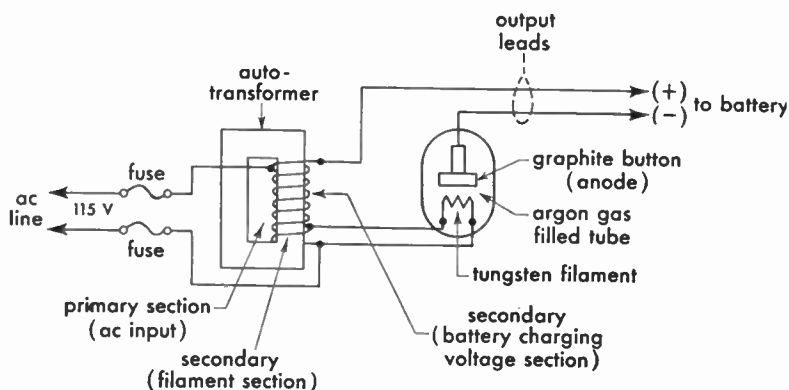 output
leads
auto-
transformer
(+)
(−)
to battery
fuse
graphite button
(anode)
ac
line
115 V
argon gas
filled tube
fuse
tungsten filament
primary section
(ac input)
secondary
(battery charging
voltage section)
secondary
(filament section)